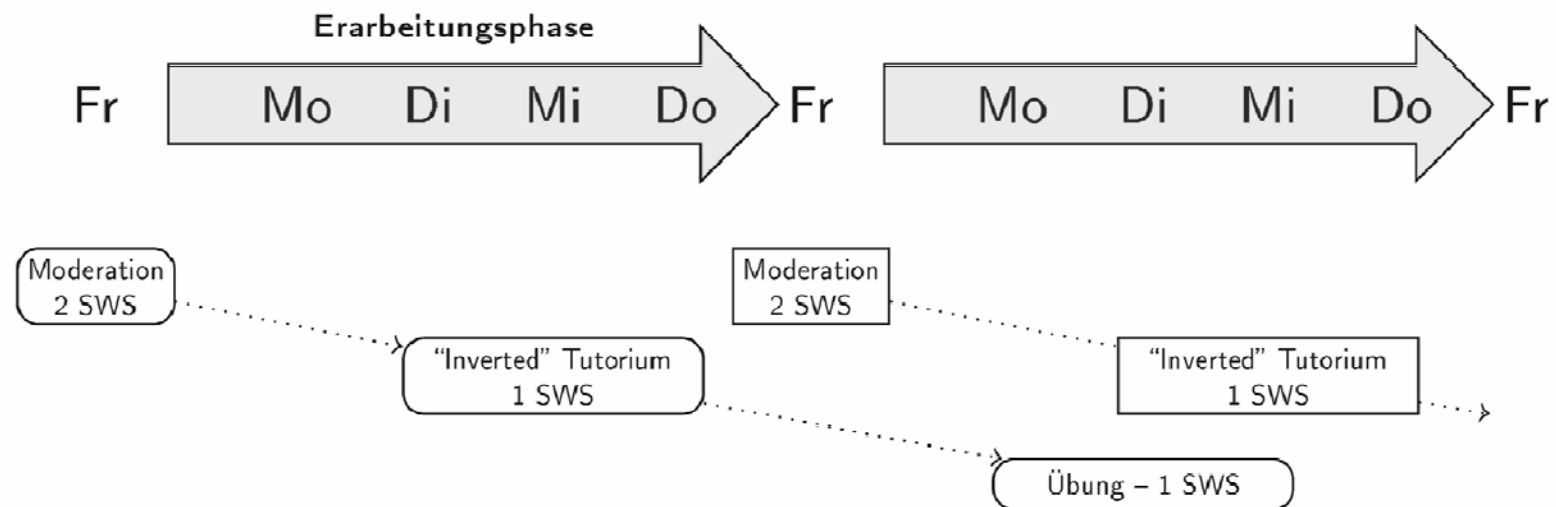 Erarbeitungsphase
Fr Mo Di Mi Do Fr Mo Di Mi Do Fr
Moderation
2 SWS
Moderation
2 SWS
“Inverted” Tutorium
1 SWS
“Inverted” Tutorium
1 SWS
Übung – 1 SWS